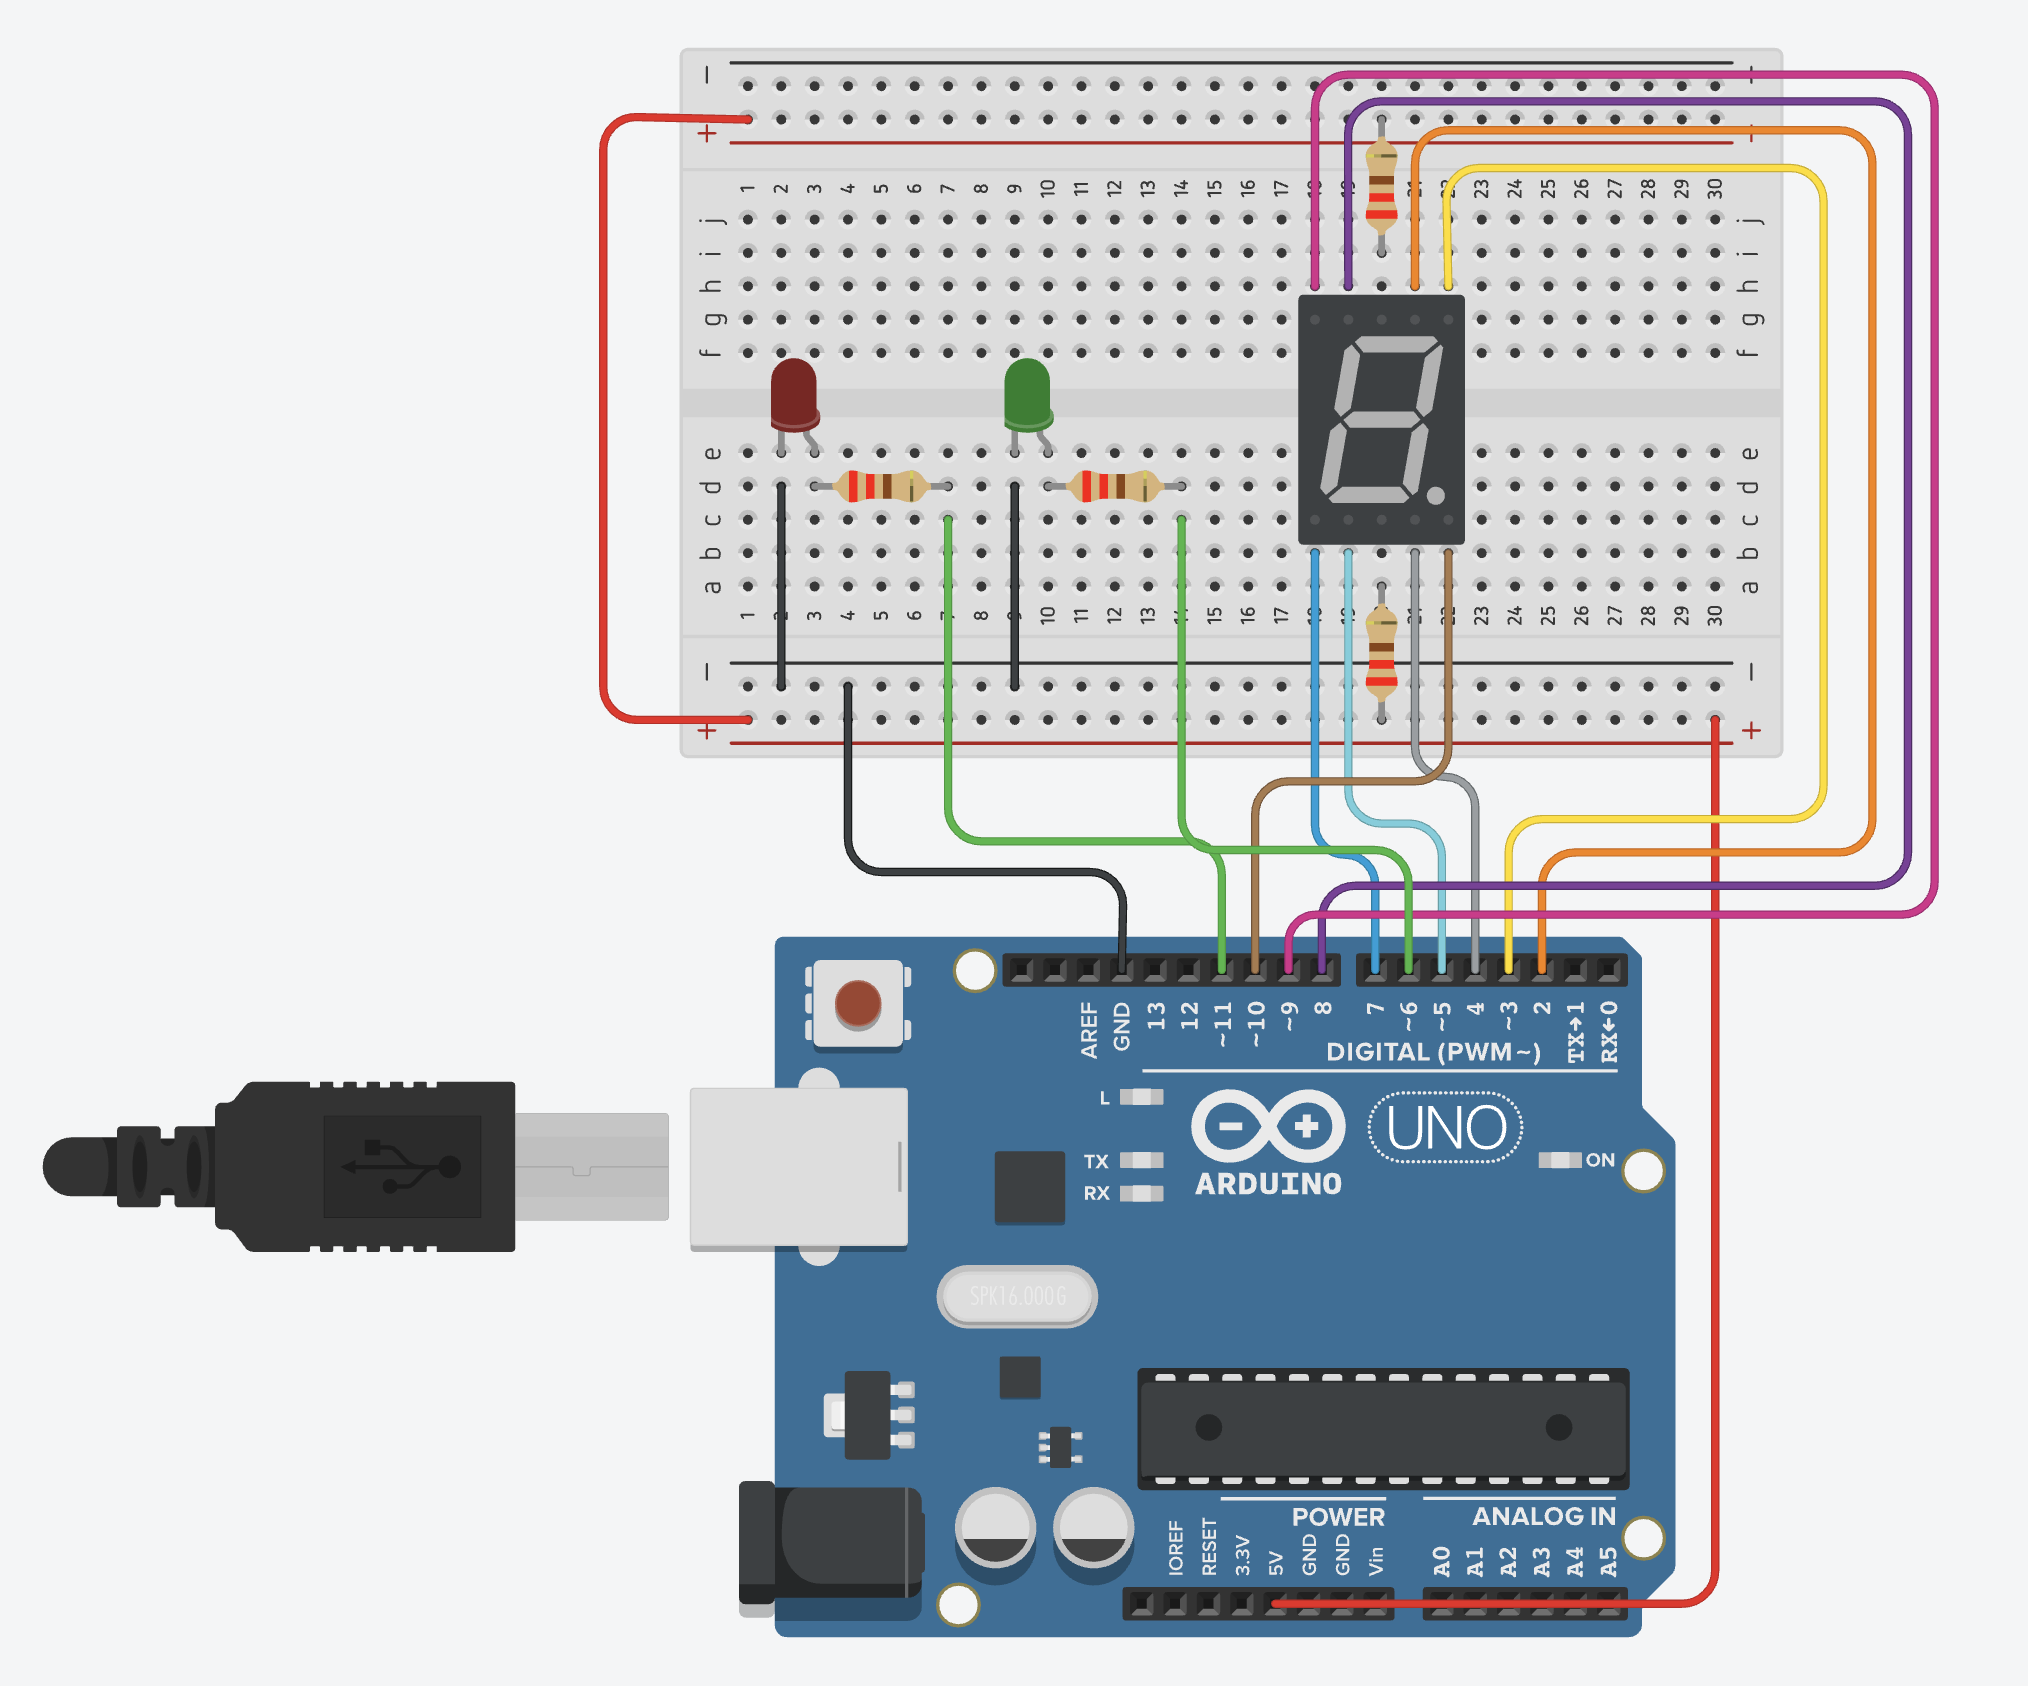 − −
+ +
1 2 3 4 5 6 7 8 9 10 11 12 13 14 15 16 17 18 19 21 22 23 24 25 26 27 28 29 30
j j
i i
h h
g g
f f
e e
d d
c c
b b
a a
1 2 3 4 5 6 7 8 9 10 11 12 13 14 15 16 17 18 19 21 22 23 24 25 26 27 28 29 30
− −
+ +
AREF GND 13 12 ~11 ~10 ~9 8 7 ~6 ~5 4 ~3 2 TX→1 RX←0
DIGITAL (PWM~)
L
UNO
TX
ON
RX
ARDUINO
SPK16.000G
POWER
ANALOG IN
IOREF RESET 3.3V 5V GND GND Vin A0 A1 A2 A3 A4 A5